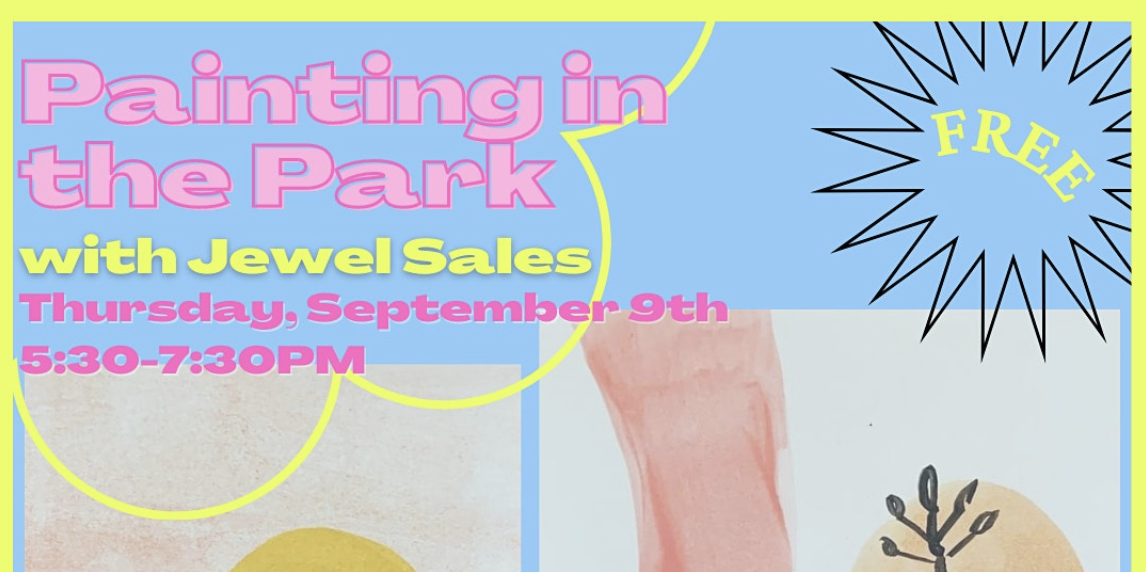 Painting in
the Park
with Jewel Sales
Thursday, September 9th
5:30-7:30PM
FREE